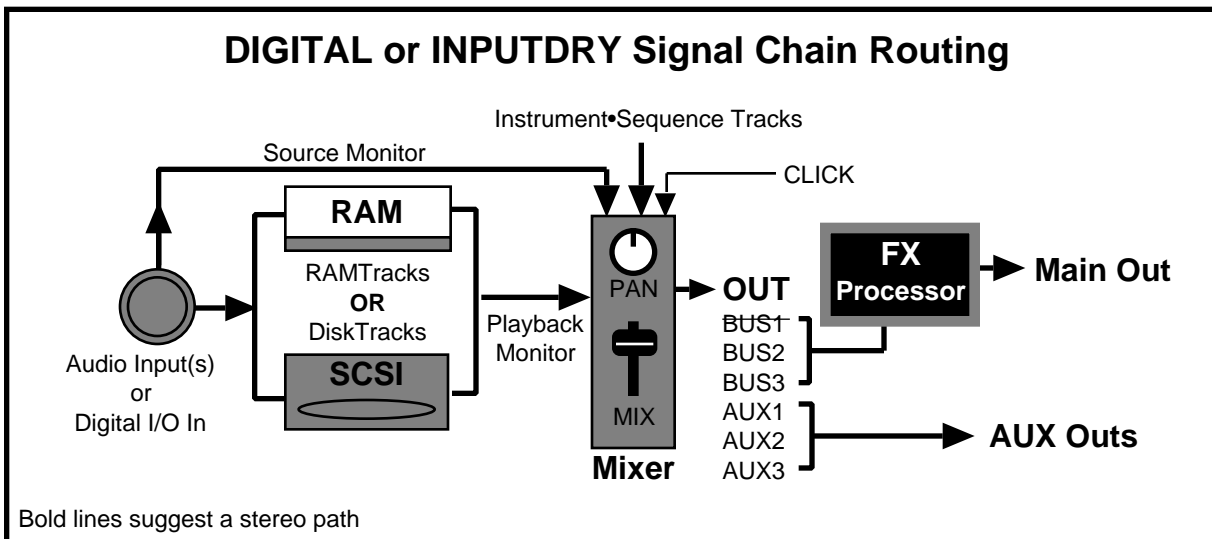 DIGITAL or INPUTDRY Signal Chain Routing
Instrument•Sequence Tracks
Source Monitor
CLICK
RAM
RAMTracks
OR
DiskTracks
SCSI
Audio Input(s)
or
Digital I/O In
Playback
Monitor
PAN
MIX
Mixer
OUT
BUS1
BUS2
BUS3
AUX1
AUX2
AUX3
FX
Processor
Main Out
AUX Outs
Bold lines suggest a stereo path